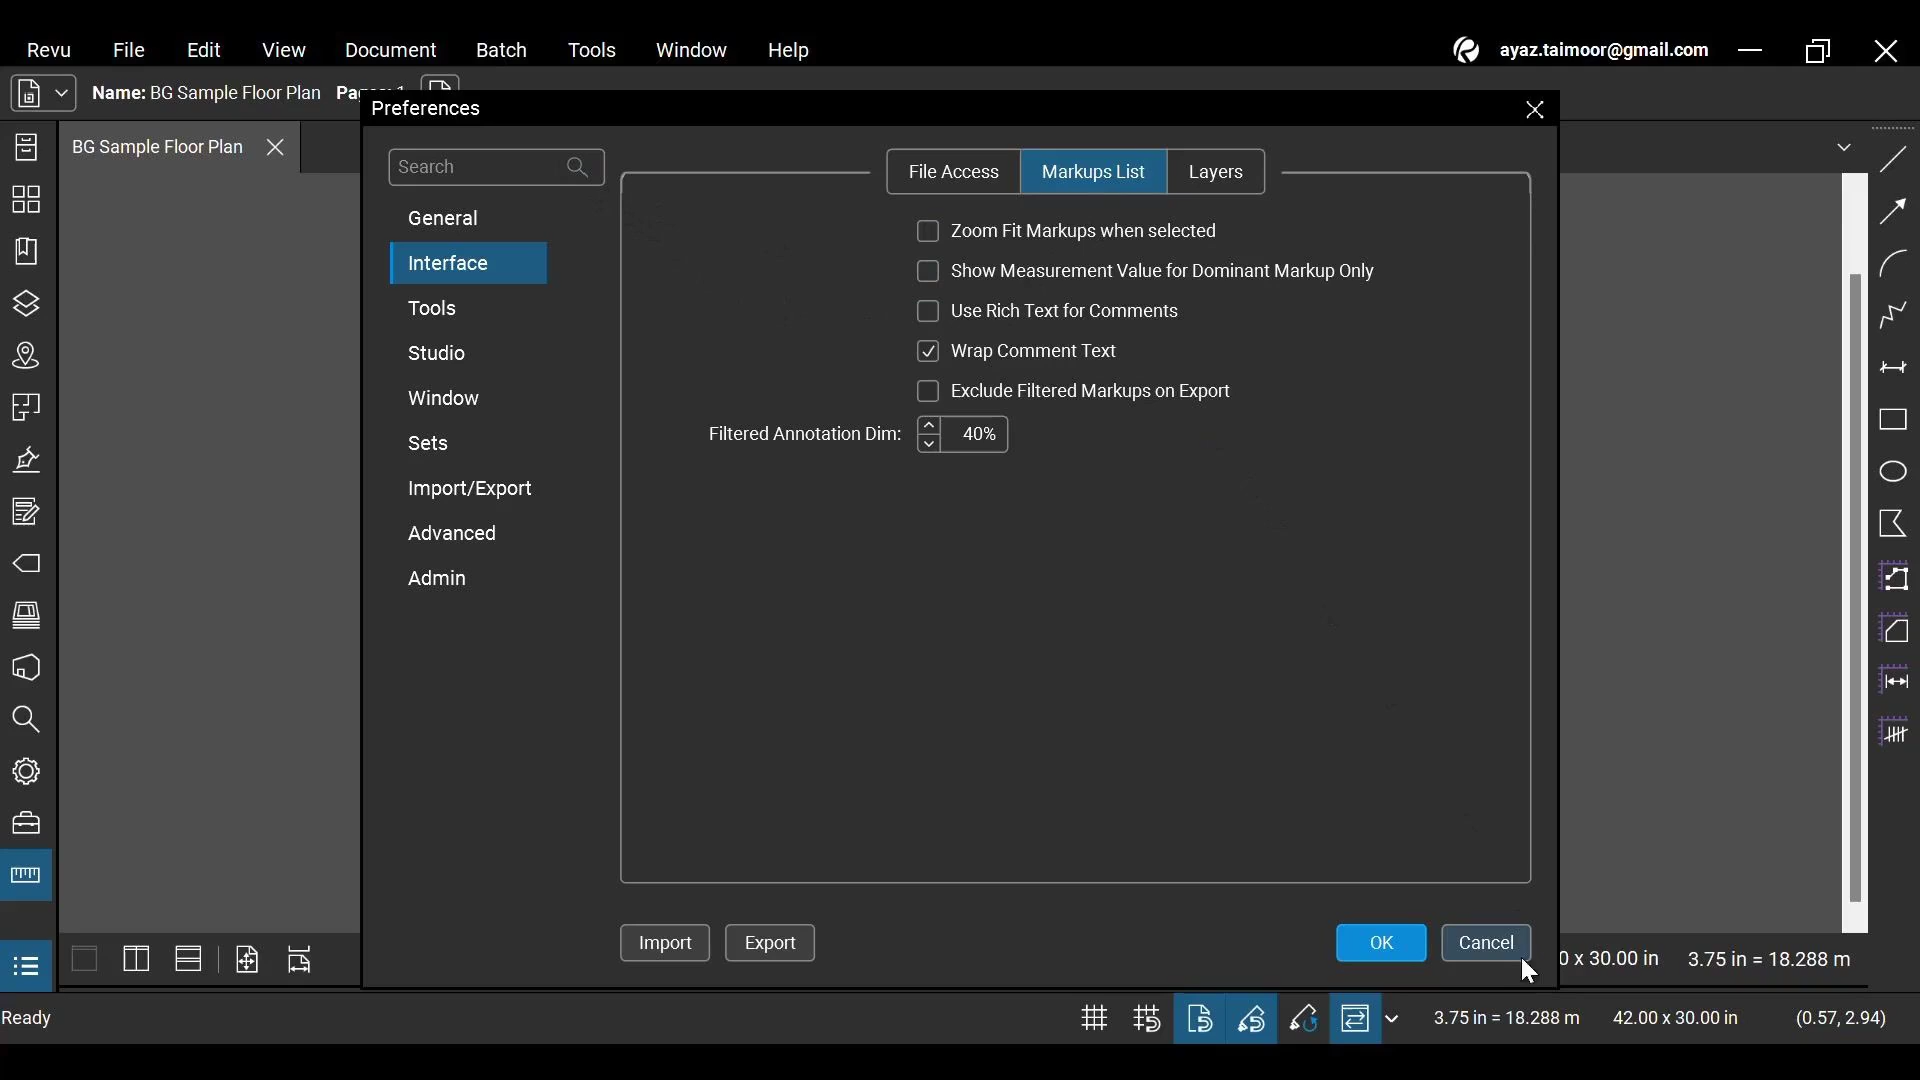 Revu File Edit View Document Batch Tools Window Help ayaz.taimoor@gmail.com
Name: BG Sample Floor Plan
Preferences
BG Sample Floor Plan
Search
File Access Markups List Layers
General
Interface
Tools
Studio
Window
Sets
Import/Export
Advanced
Admin
Zoom Fit Markups when selected
Show Measurement Value for Dominant Markup Only
Use Rich Text for Comments
Wrap Comment Text
Exclude Filtered Markups on Export
Filtered Annotation Dim: 40%
Import Export OK Cancel
0 x 30.00 in 3.75 in = 18.288 m
Ready 3.75 in = 18.288 m 42.00 x 30.00 in (0.57, 2.94)